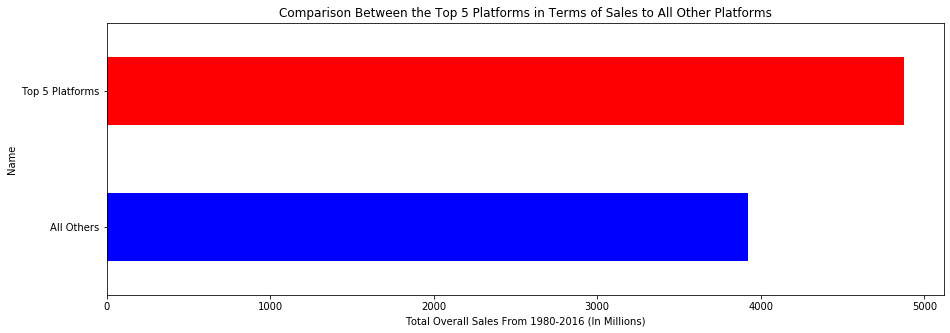 Comparison Between the Top 5 Platforms in Terms of Sales to All Other Platforms
Top 5 Platforms
Name
All Others
0 1000 2000 3000 4000 5000
Total Overall Sales From 1980-2016 (In Millions)